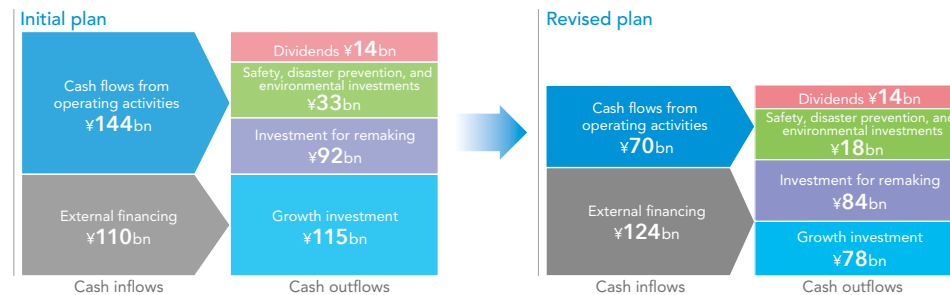 Initial plan
Cash flows from
operating activities
¥144bn
External financing
¥110bn
Cash inflows
Dividends ¥14bn
Safety, disaster prevention, and
environmental investments
¥33bn
Investment for remaking
¥92bn
Growth investment
¥115bn
Cash outflows
Revised plan
Cash flows from
operating activities
¥70bn
External financing
¥124bn
Cash inflows
Dividends ¥14bn
Safety, disaster prevention, and
environmental investments
¥18bn
Investment for remaking
¥84bn
Growth investment
¥78bn
Cash outflows